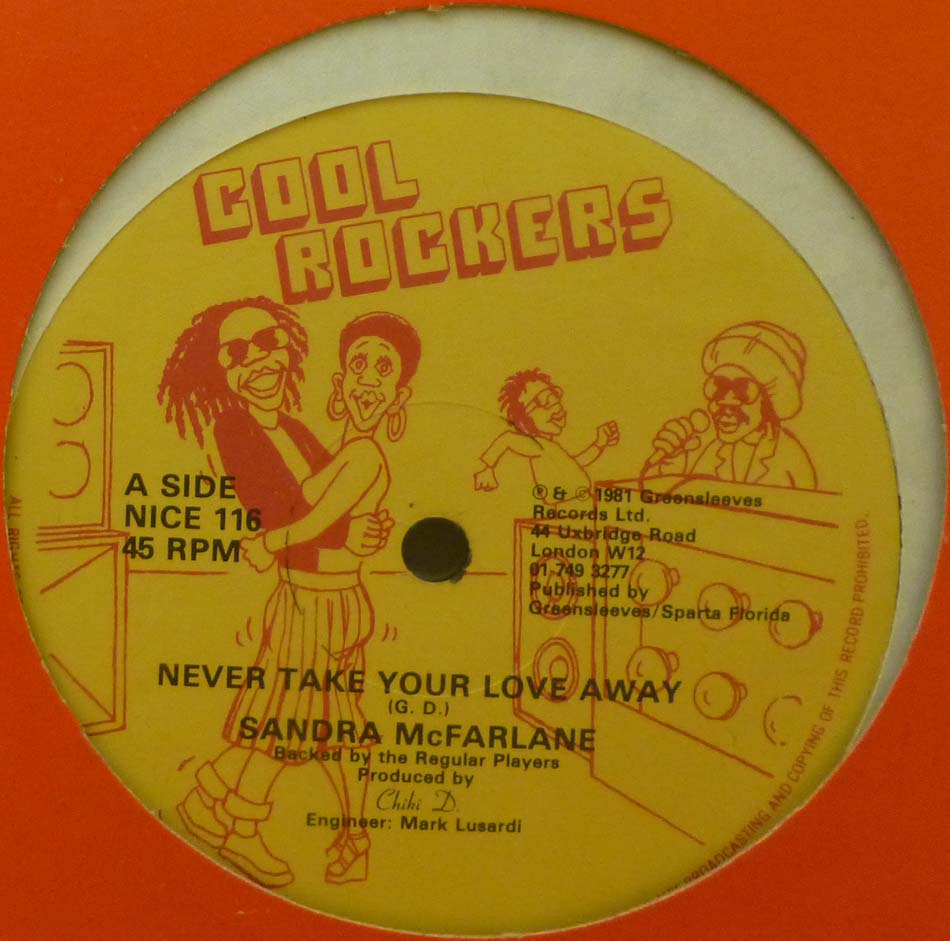 COOL
ROCKERS
A SIDE
NICE 116
45 RPM
℗ & © 1981 Greensleeves
Records Ltd.
44 Uxbridge Road
London W12
01 749 3277
Published by
Greensleeves/Sparta Florida
NEVER TAKE YOUR LOVE AWAY
(G. D.)
SANDRA McFARLANE
Backed by the Regular Players
Produced by
Chiki D.
Engineer: Mark Lusardi
ALL
BROADCASTING AND COPYING OF THIS RECORD PROHIBITED.